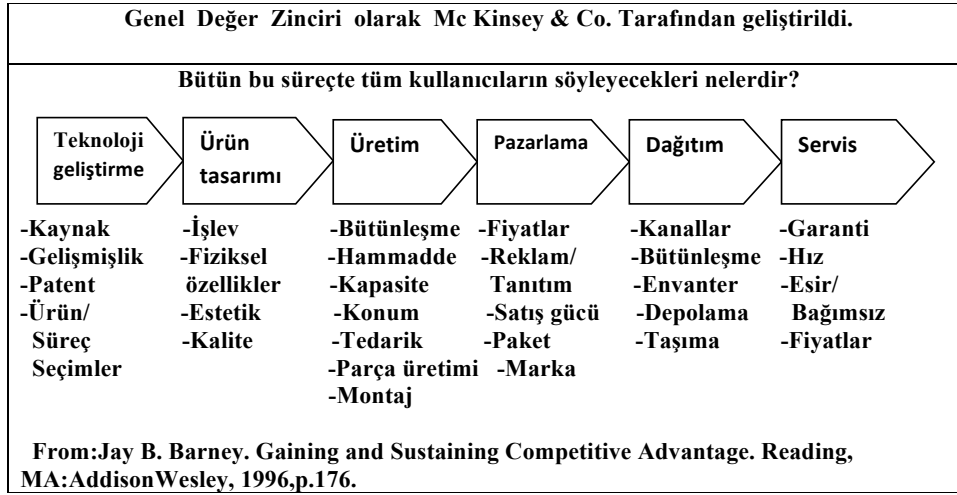 Genel Değer Zinciri olarak Mc Kinsey & Co. Tarafından geliştirildi.
Bütün bu süreçte tüm kullanıcıların söyleyecekleri nelerdir?
Teknoloji
geliştirme
Ürün
tasarımı
Üretim
Pazarlama
Dağıtım
Servis
-Kaynak
-Gelişmişlik
-Patent
-Ürün/
Süreç
Seçimler
-İşlev
-Fiziksel
özellikler
-Estetik
-Kalite
-Bütünleşme
-Hammadde
-Kapasite
-Konum
-Tedarik
-Parça üretimi
-Montaj
-Fiyatlar
-Reklam/
Tanıtım
-Satış gücü
-Paket
-Marka
-Kanallar
-Bütünleşme
-Envanter
-Depolama
-Taşıma
-Garanti
-Hız
-Esir/
Bağımsız
-Fiyatlar
From:Jay B. Barney. Gaining and Sustaining Competitive Advantage. Reading,
MA:AddisonWesley, 1996,p.176.